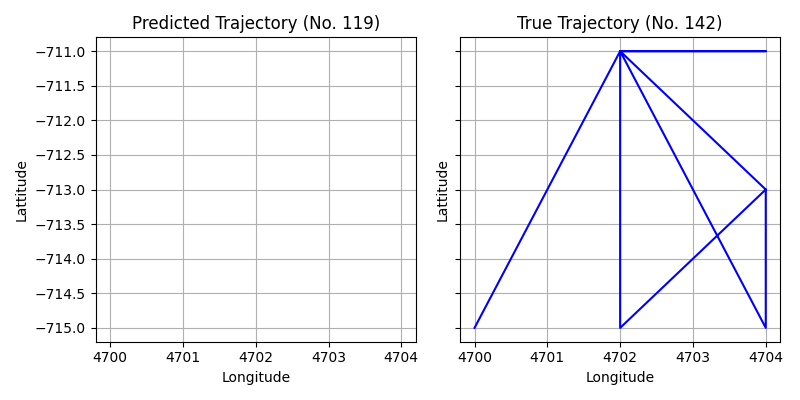 Predicted Trajectory (No. 119)
True Trajectory (No. 142)
−711.0
−711.5
−712.0
−712.5
−713.0
−713.5
−714.0
−714.5
−715.0
Lattitude
Lattitude
4700 4701 4702 4703 4704
4700 4701 4702 4703 4704
Longitude
Longitude